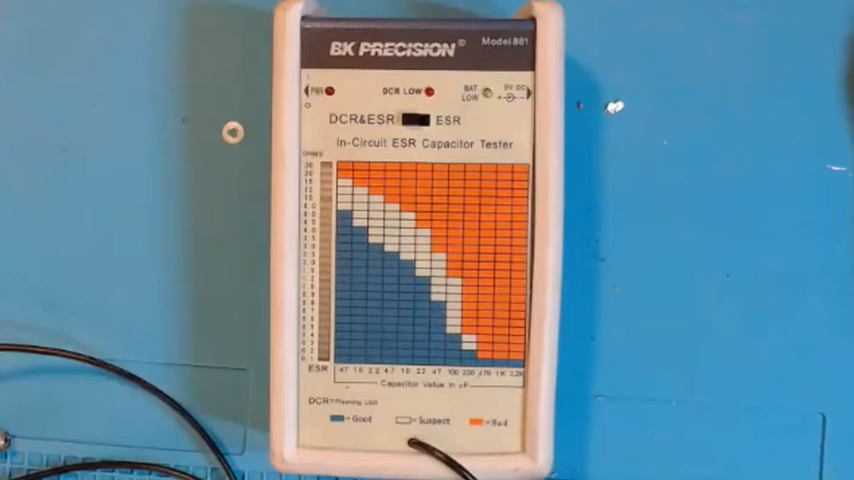 BK PRECISION®
Model 881
PWR
DCR LOW
BAT LOW
9V DC
DCR&ESR
ESR
In-Circuit ESR Capacitor Tester
OHMS
ESR
.47 1.0 2.2 4.7 10 22 47 100 220 470 1K 2.2K
Capacitor Value in µF
DCR=Flashing LED
=Good
=Suspect
=Bad